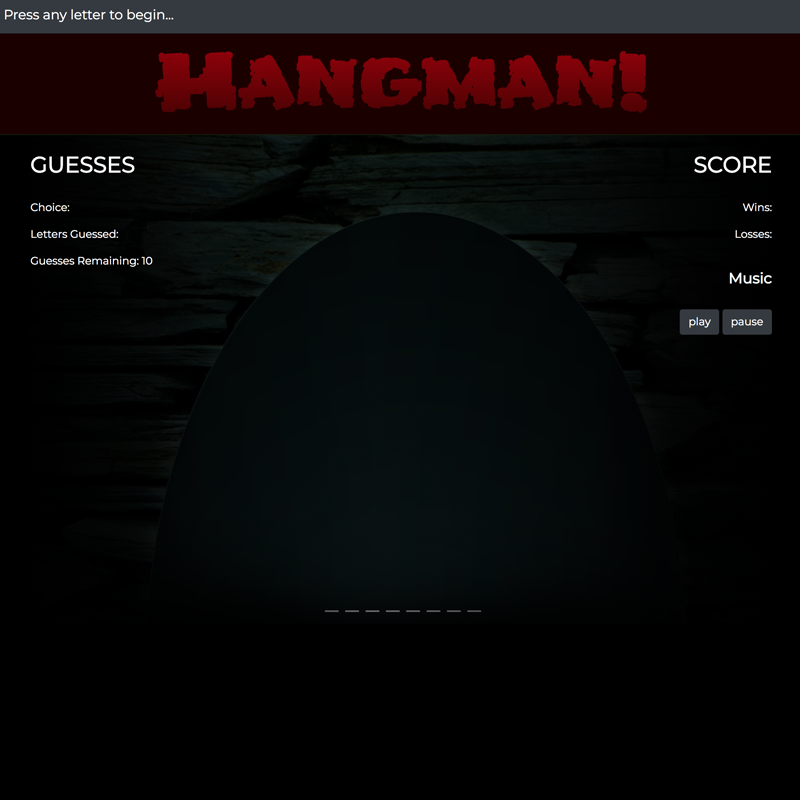 Press any letter to begin...
HANGMAN!
GUESSES
Choice:
Letters Guessed:
Guesses Remaining: 10
SCORE
Wins:
Losses:
Music
play pause
_ _ _ _ _ _ _ _